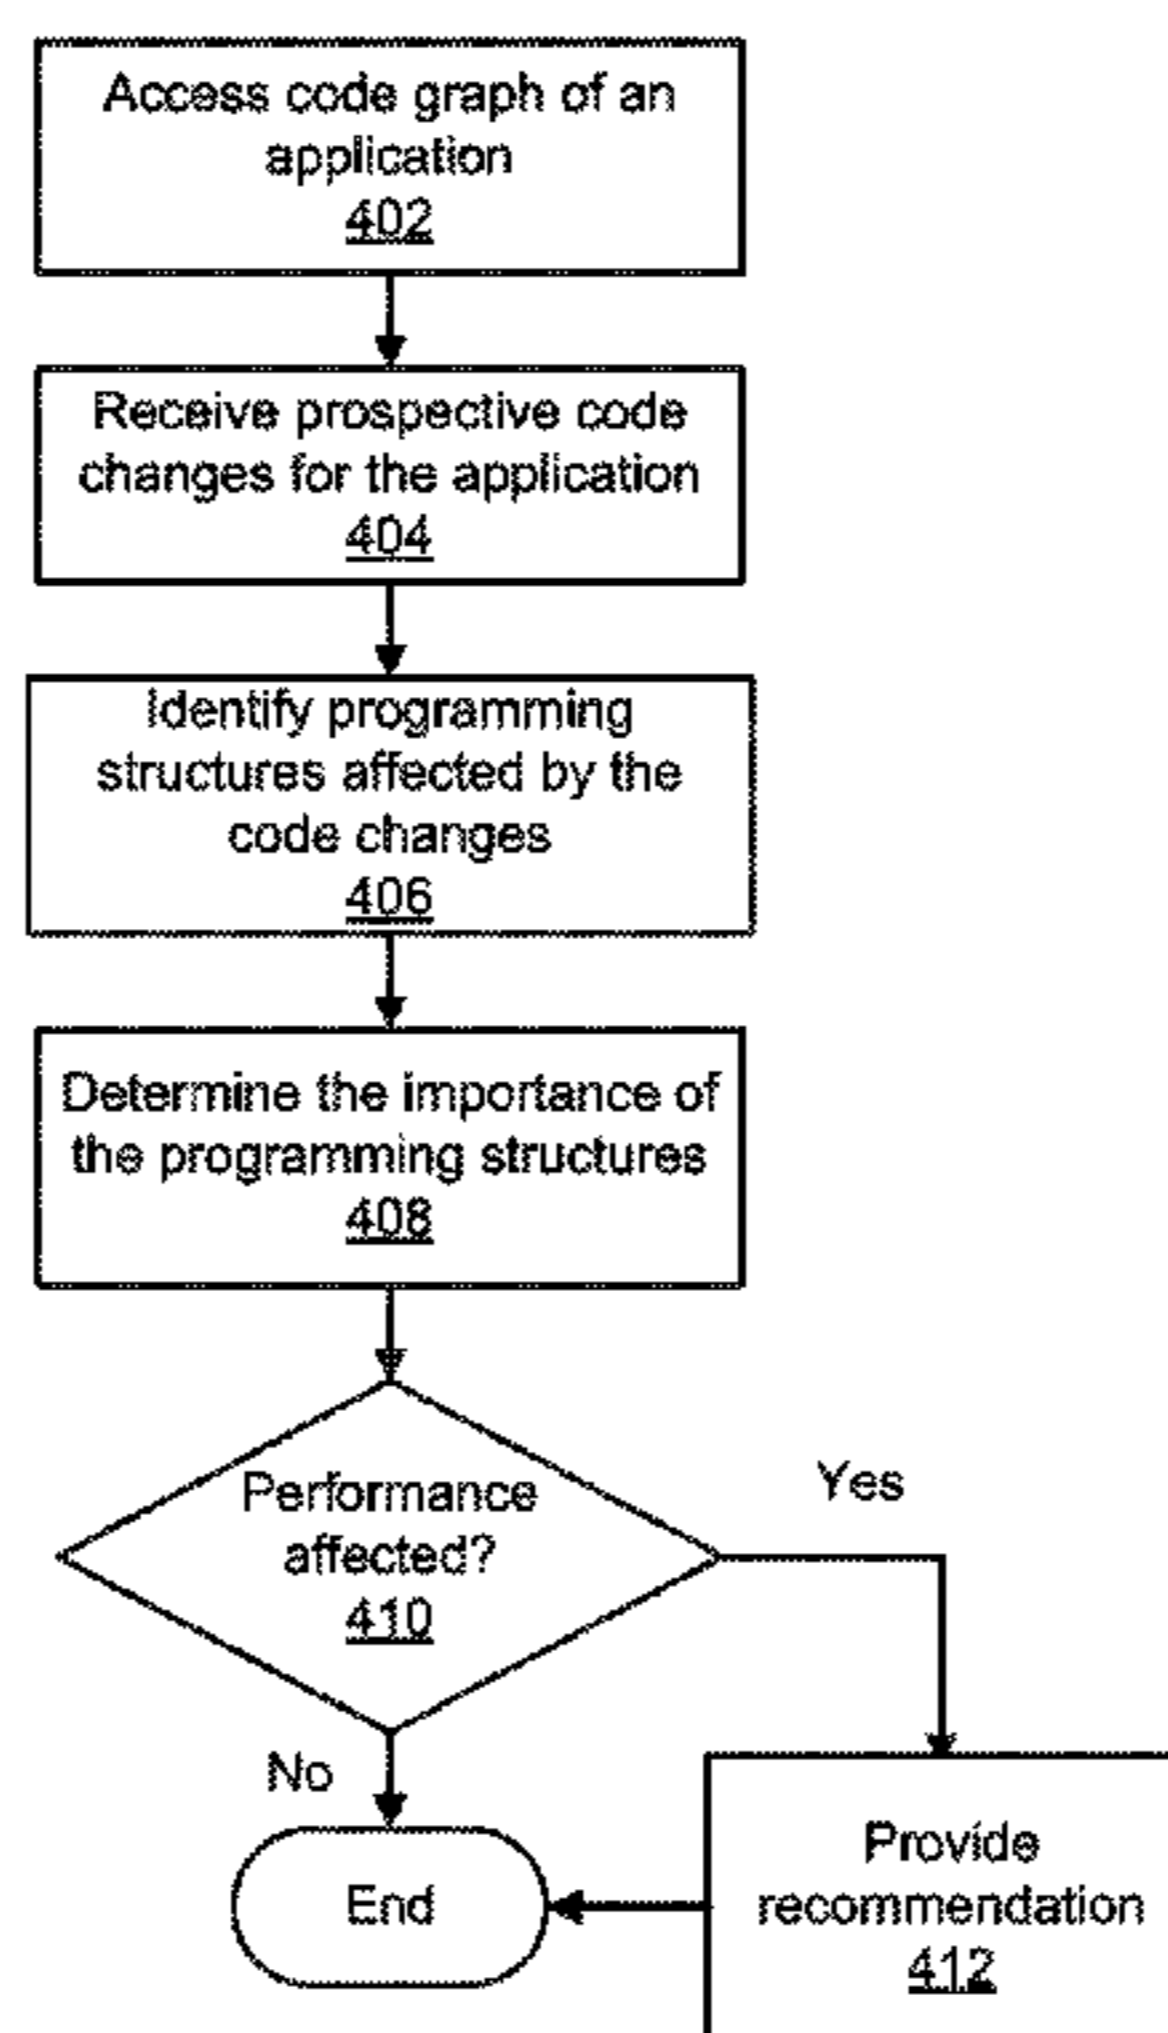 Access code graph of an
application
402
Receive prospective code
changes for the application
404
Identify programming
structures affected by the
code changes
406
Determine the importance of
the programming structures
408
Performance
affected?
410
Yes
No
End
Provide
recommendation
412